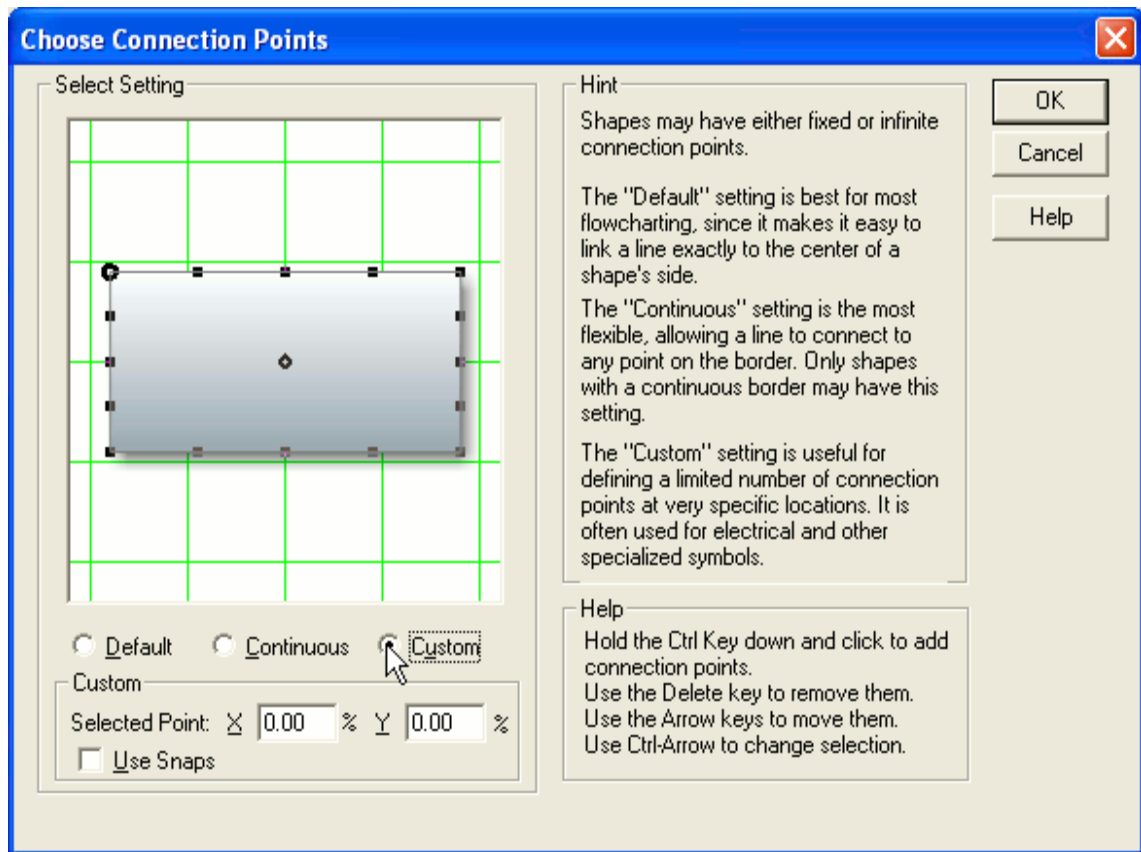 Choose Connection Points
Select Setting
Default
Continuous
Custom
Custom
Selected Point: X 0.00 % Y 0.00 %
Use Snaps
Hint
Shapes may have either fixed or infinite
connection points.
The "Default" setting is best for most
flowcharting, since it makes it easy to
link a line exactly to the center of a
shape's side.
The "Continuous" setting is the most
flexible, allowing a line to connect to
any point on the border. Only shapes
with a continuous border may have this
setting.
The "Custom" setting is useful for
defining a limited number of connection
points at very specific locations. It is
often used for electrical and other
specialized symbols.
Help
Hold the Ctrl Key down and click to add
connection points.
Use the Delete key to remove them.
Use the Arrow keys to move them.
Use Ctrl-Arrow to change selection.
OK
Cancel
Help